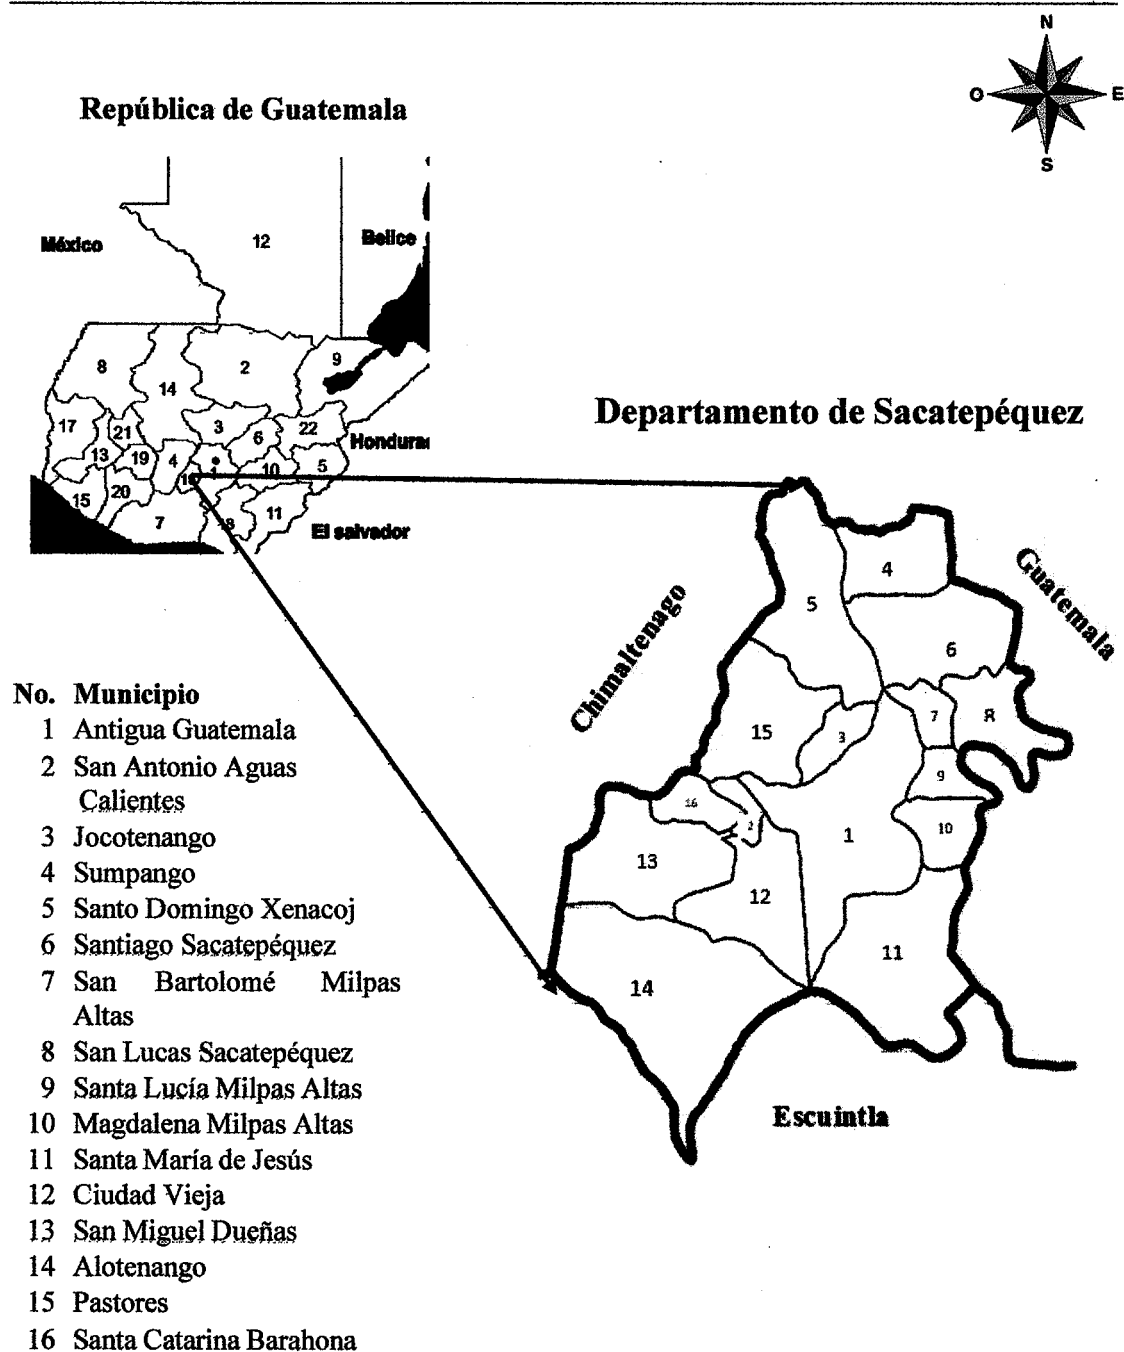 N
O E
S
República de Guatemala
México
12
Belice
8
2
9
14
17
21
3
6
22
Honduras
13
19
4
1
10
5
15
20
7
11
El salvador
Departamento de Sacatepéquez
Chimaltenago
Guatemala
4
5
6
15
3
7
8
9
16
2
1
10
13
12
11
14
Escuintla
No. Municipio
1 Antigua Guatemala
2 San Antonio Aguas
Calientes
3 Jocotenango
4 Sumpango
5 Santo Domingo Xenacoj
6 Santiago Sacatepéquez
7 San Bartolomé Milpas
Altas
8 San Lucas Sacatepéquez
9 Santa Lucía Milpas Altas
10 Magdalena Milpas Altas
11 Santa María de Jesús
12 Ciudad Vieja
13 San Miguel Dueñas
14 Alotenango
15 Pastores
16 Santa Catarina Barahona